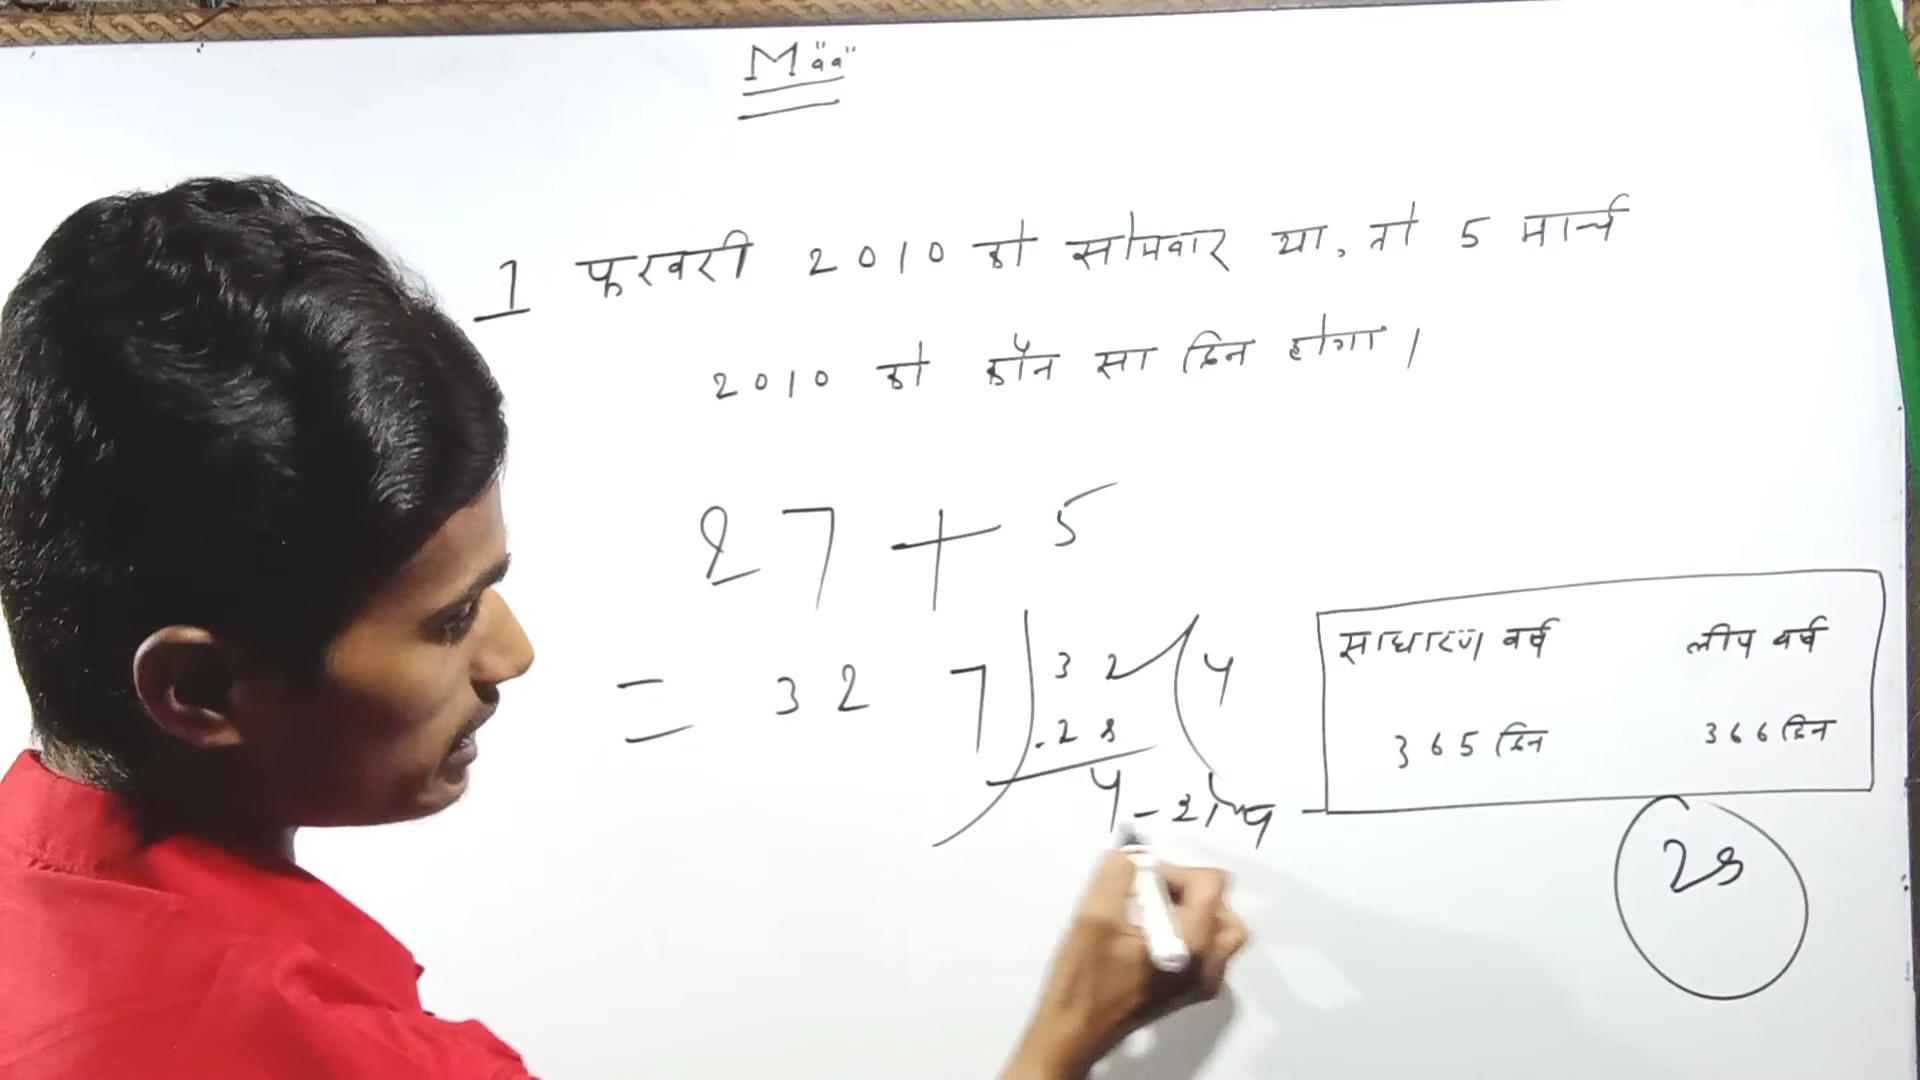 Maa
1 फरवरी 2010 को सोमवार था, तो 5 मार्च
2010 को कौन सा दिन होगा।
27 + 5
= 32 7) 32 (4
28
4 - शेष
साधारण वर्ष लीप वर्ष
365 दिन 366 दिन
28